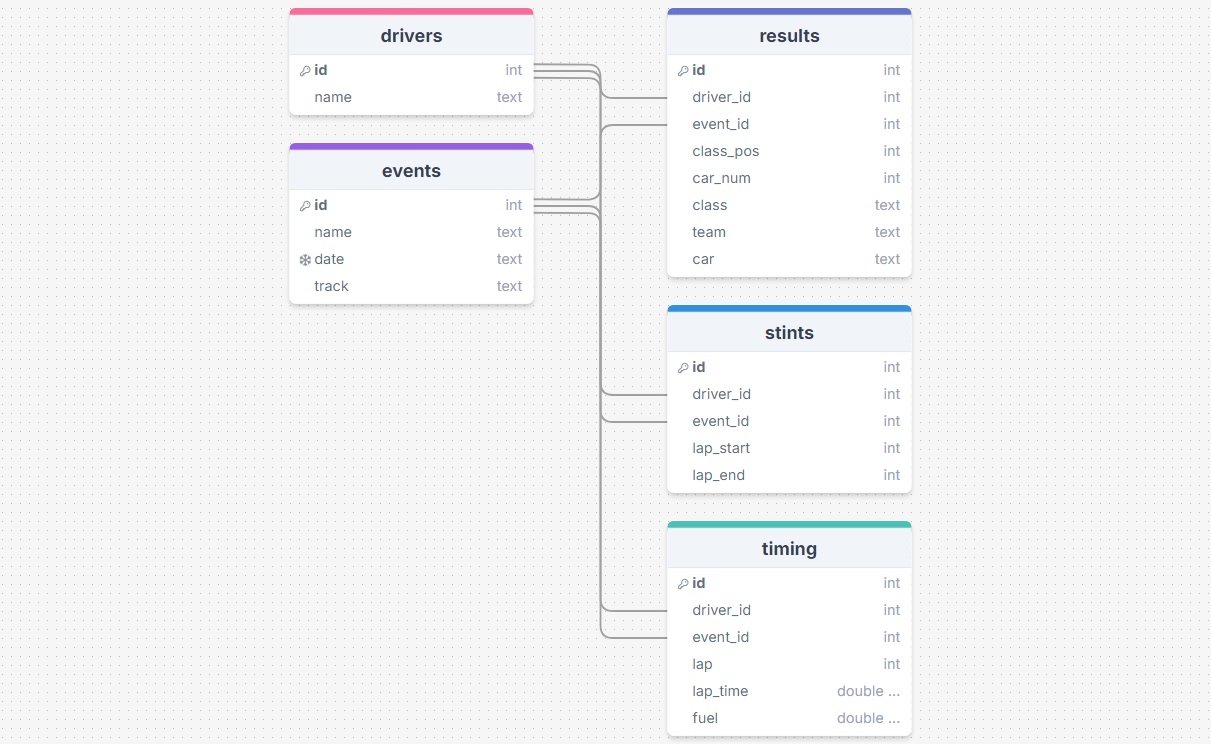 drivers
id int
name text
events
id int
name text
date text
track text
results
id int
driver_id int
event_id int
class_pos int
car_num int
class text
team text
car text
stints
id int
driver_id int
event_id int
lap_start int
lap_end int
timing
id int
driver_id int
event_id int
lap int
lap_time double ...
fuel double ...